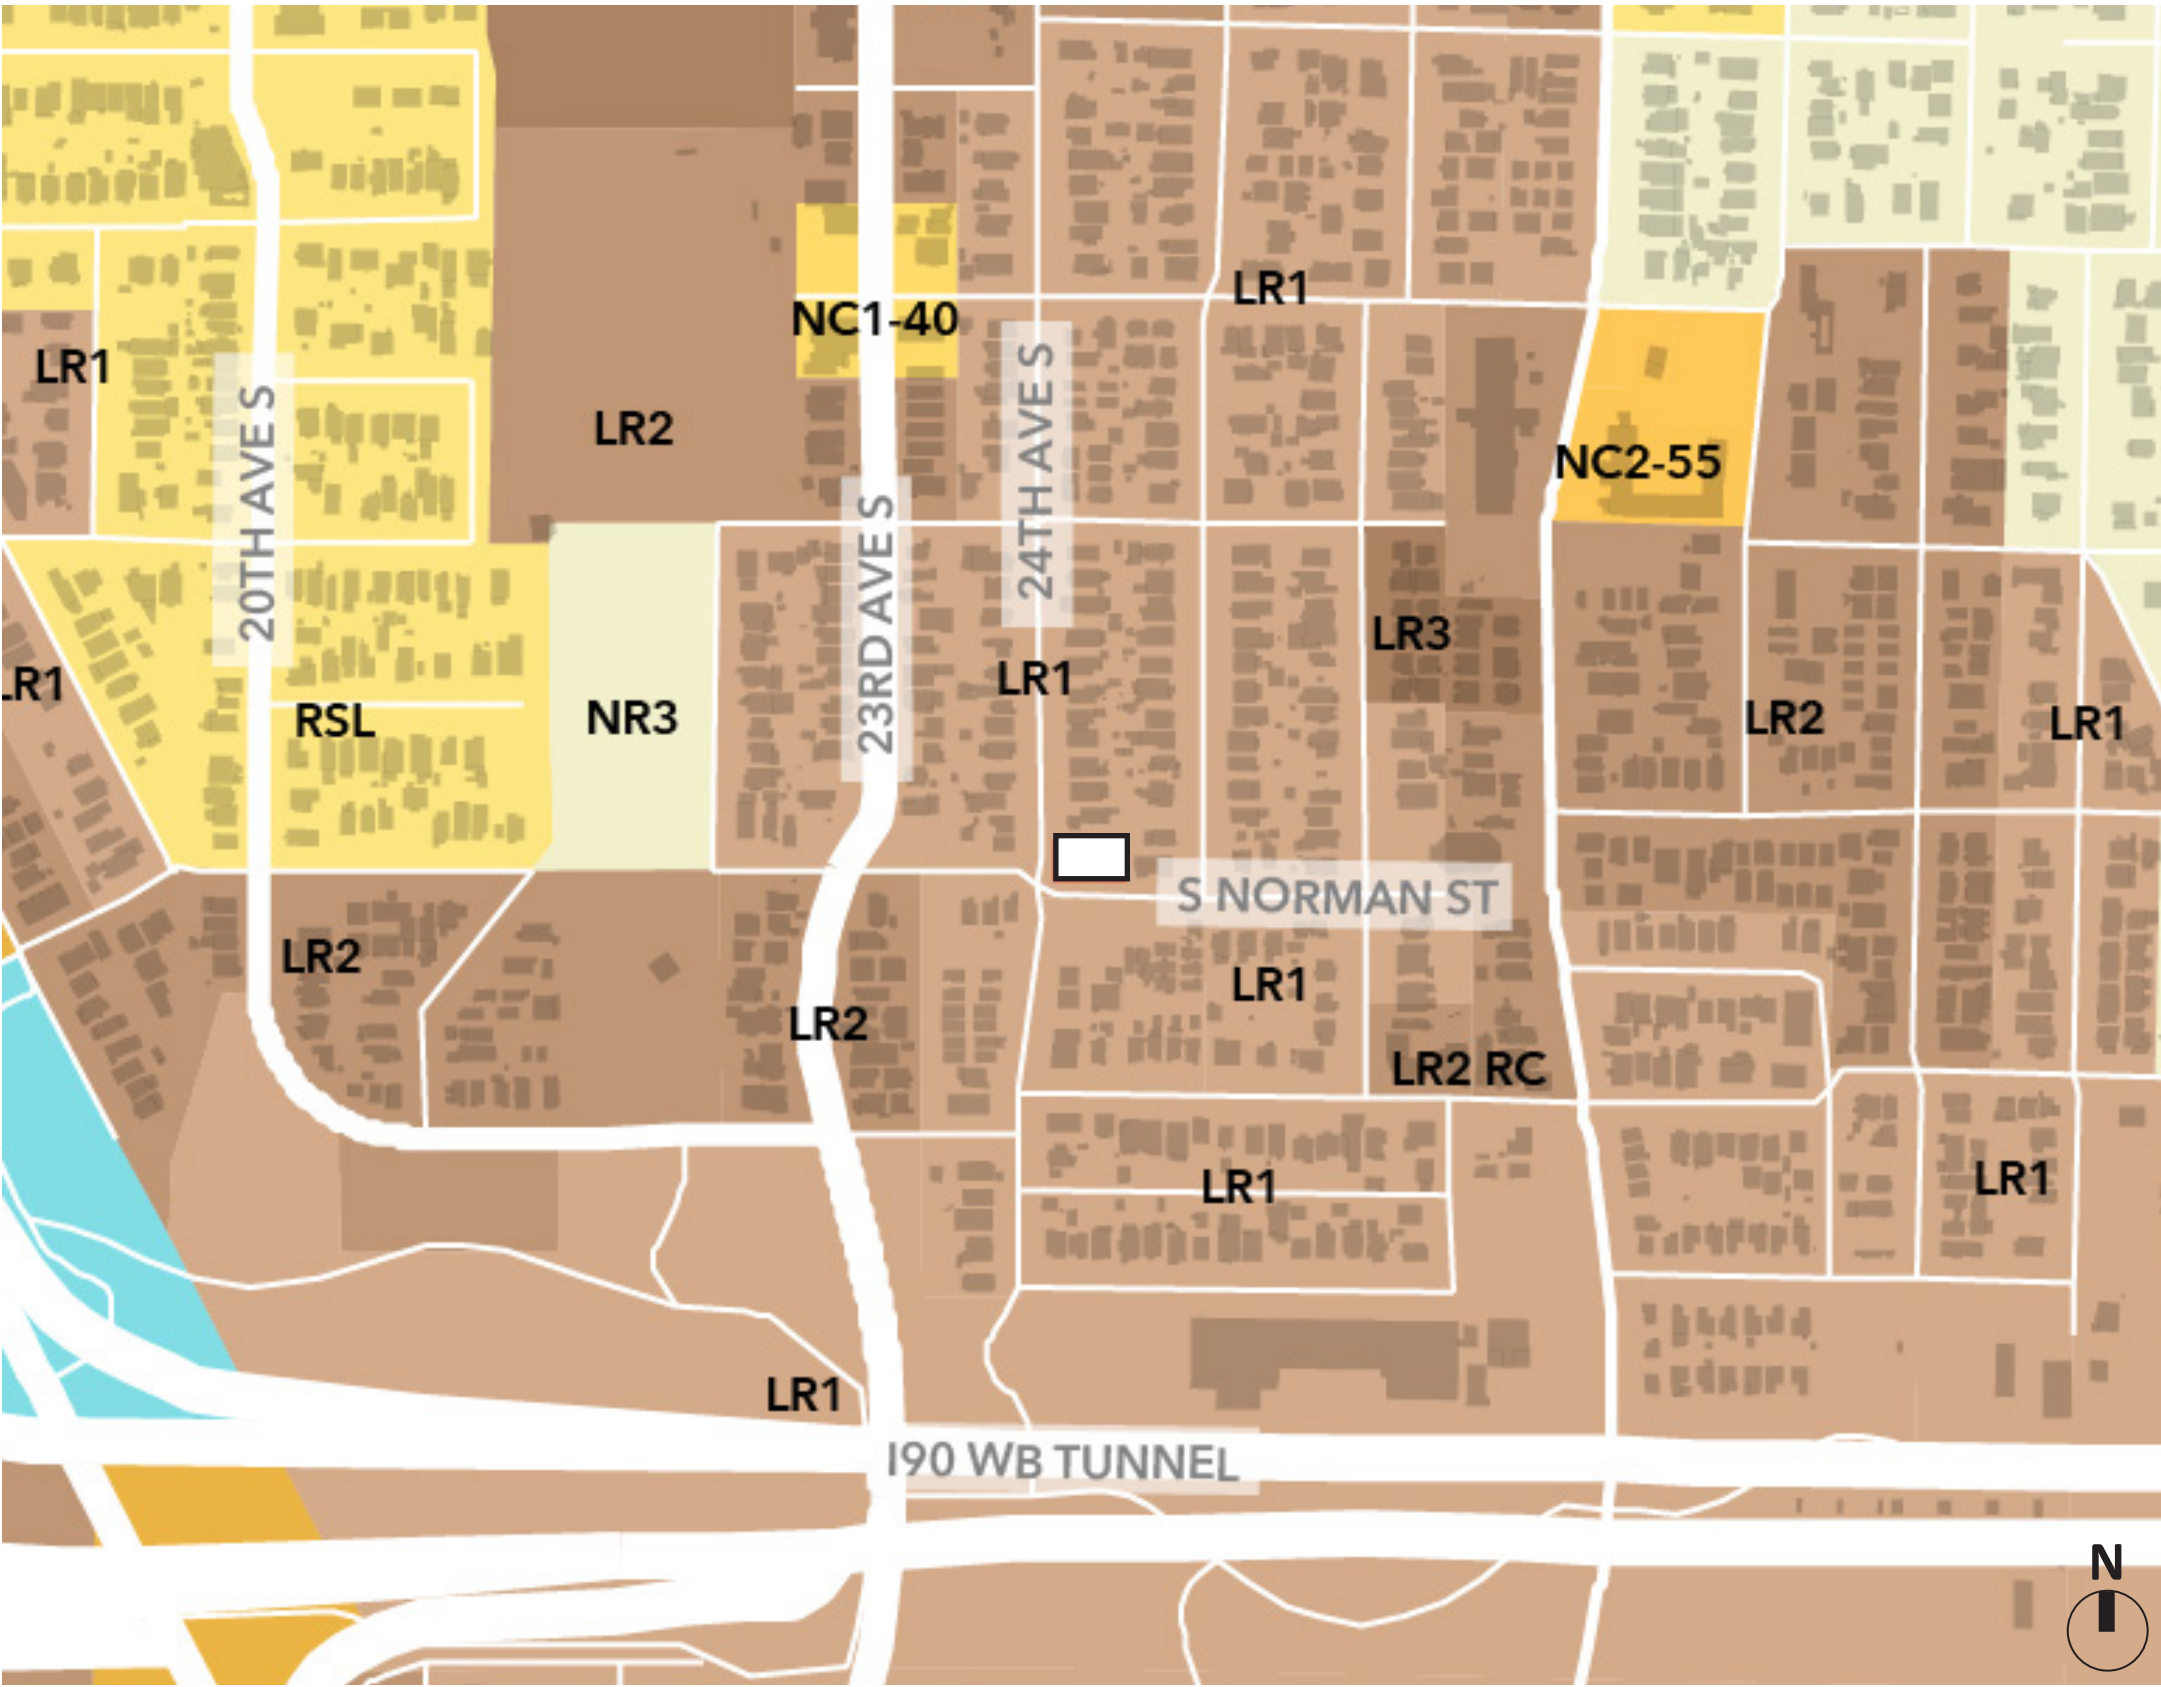 LR1
NC1-40
LR1
20TH AVE S
24TH AVE S
LR2
NC2-55
23RD AVE S
LR3
LR1
LR1
RSL
NR3
LR2
LR1
S NORMAN ST
LR2
LR1
LR2
LR2 RC
LR1
LR1
LR1
I90 WB TUNNEL
N